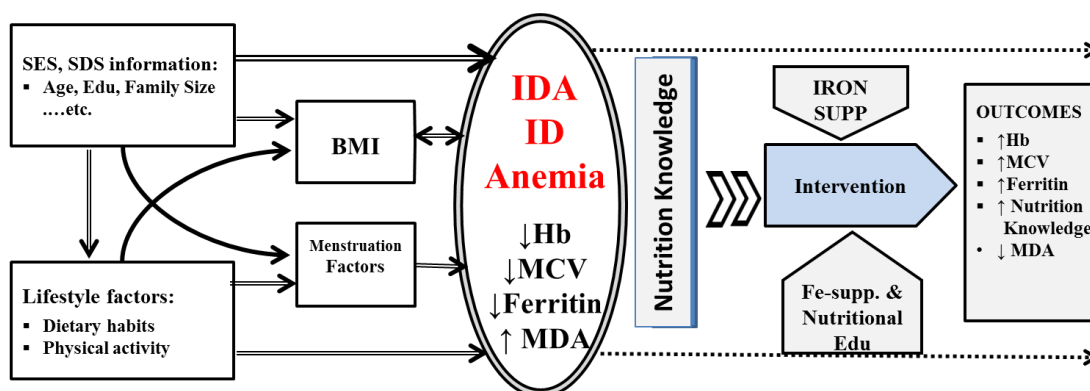 SES, SDS information:
▪ Age, Edu, Family Size
.…etc.
BMI
Menstruation
Factors
Lifestyle factors:
▪ Dietary habits
▪ Physical activity
IDA
ID
Anemia
↓Hb
↓MCV
↓Ferritin
↑ MDA
Nutrition Knowledge
IRON
SUPP
Intervention
Fe-supp. &
Nutritional
Edu
OUTCOMES
▪ ↑Hb
▪ ↑MCV
▪ ↑Ferritin
▪ ↑ Nutrition
Knowledge
• ↓ MDA